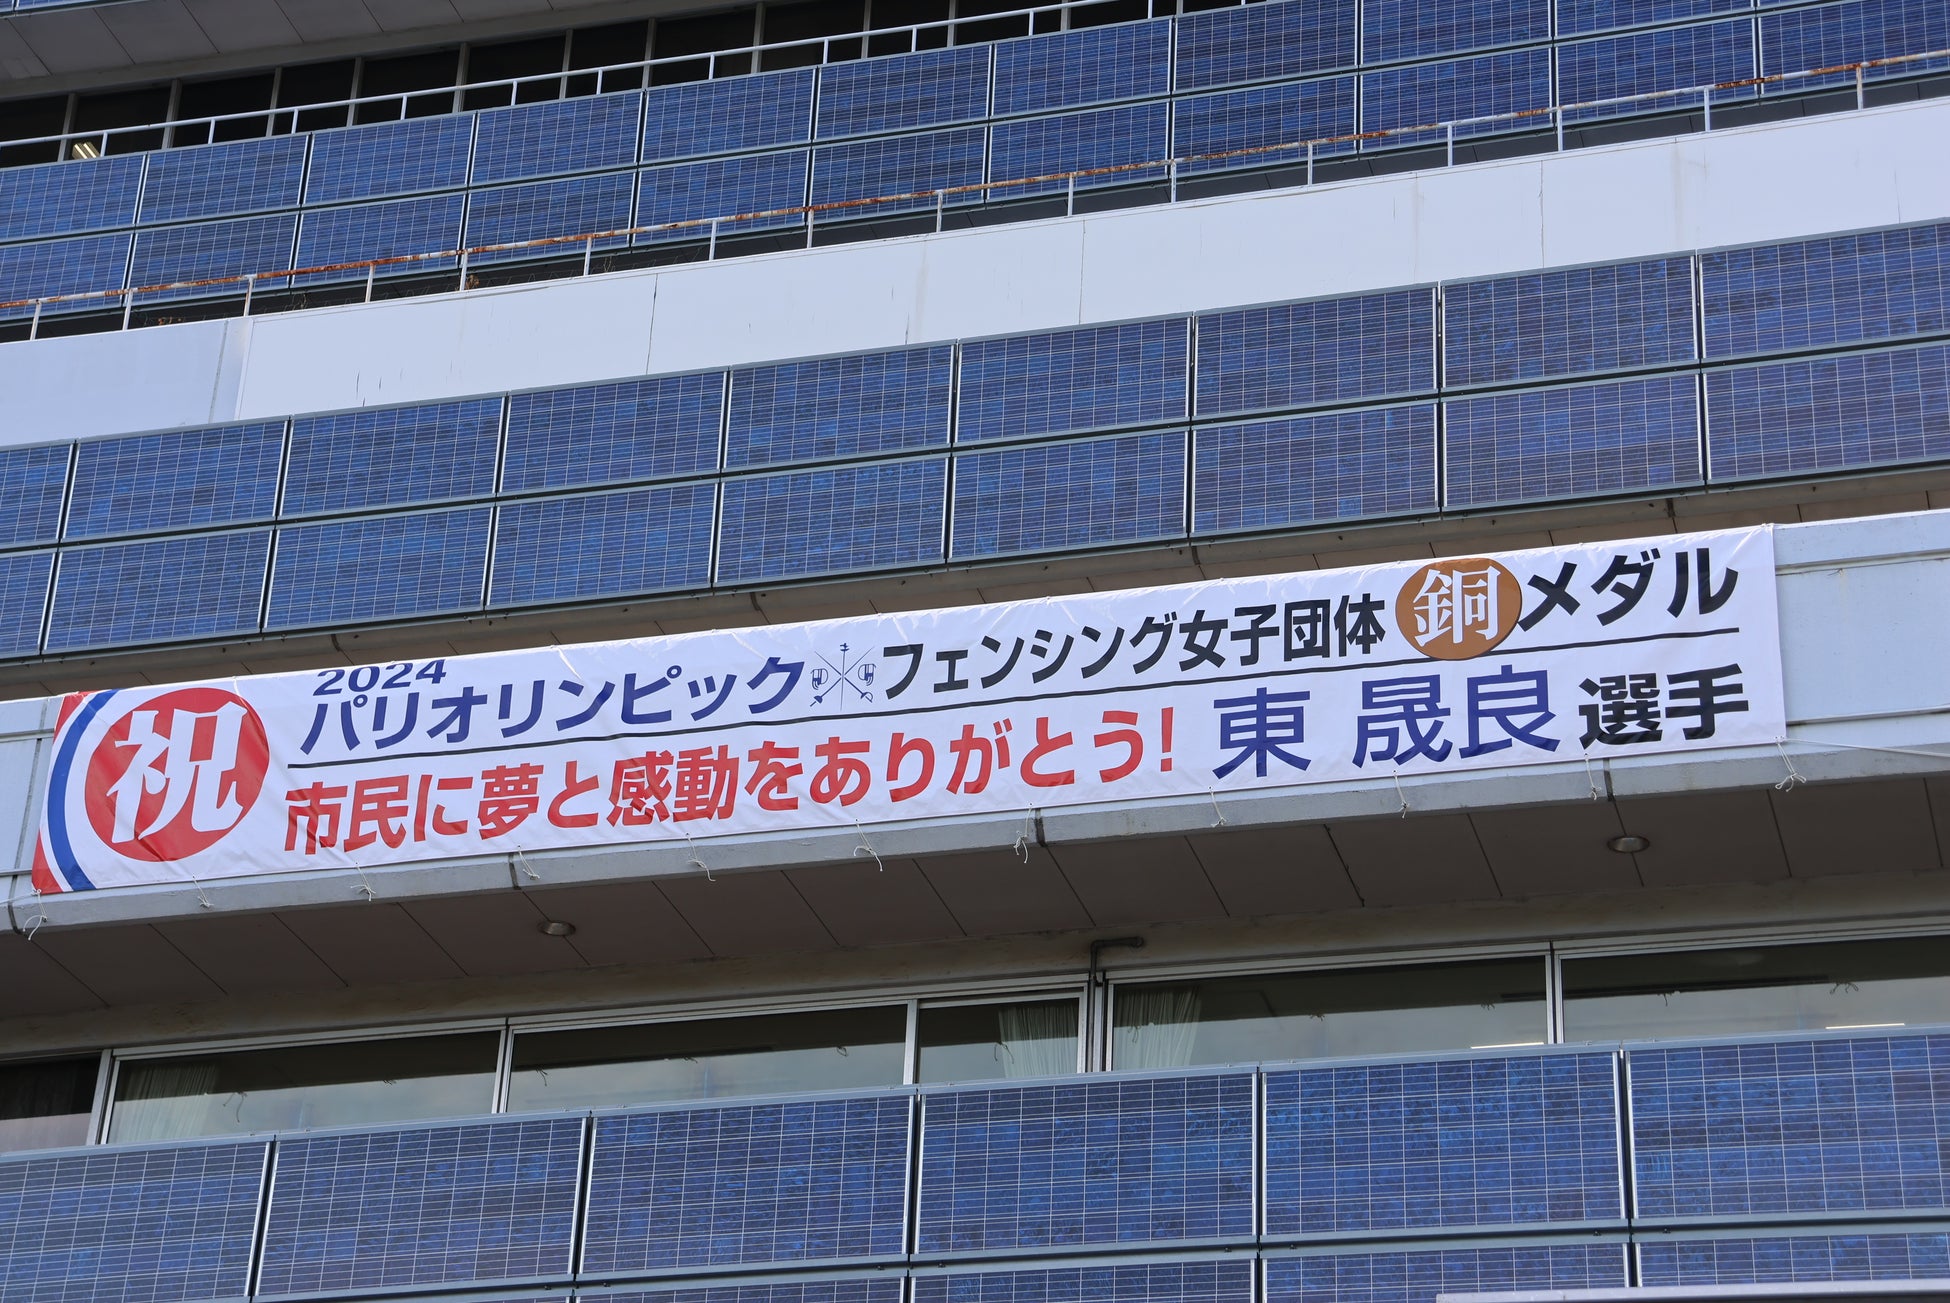 祝
2024
パリオリンピック フェンシング女子団体 銅メダル
市民に夢と感動をありがとう! 東 晟良 選手